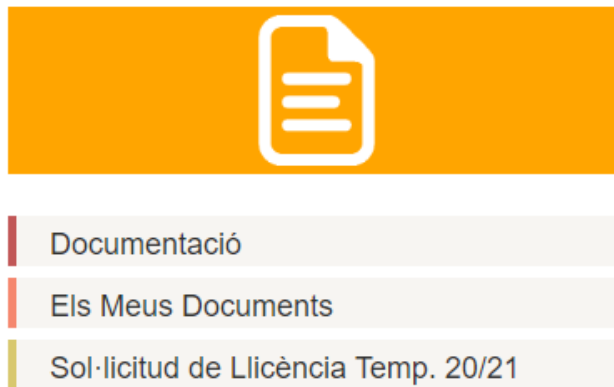 Documentació
Els Meus Documents
Sol·licitud de Llicència Temp. 20/21